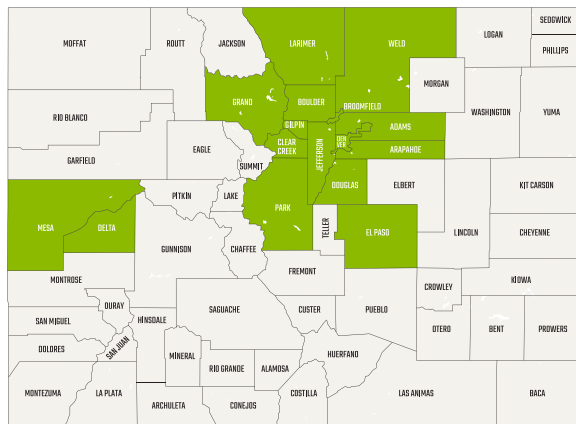 MOFFAT
ROUTT
JACKSON
LARIMER
WELD
LOGAN
SEDGWICK
PHILLIPS
MORGAN
GRAND
BOULDER
BROOMFIELD
WASHINGTON
YUMA
RIO BLANCO
GILPIN
ADAMS
EAGLE
CLEAR
CREEK
JEFFERSON
DEN
VER
ARAPAHOE
GARFIELD
SUMMIT
DOUGLAS
ELBERT
KIT CARSON
PITKIN
LAKE
PARK
MESA
DELTA
TELLER
EL PASO
LINCOLN
CHEYENNE
GUNNISON
CHAFFEE
FREMONT
MONTROSE
KIOWA
CROWLEY
OURAY
SAN MIGUEL
HINSDALE
SAGUACHE
CUSTER
PUEBLO
OTERO
BENT
PROWERS
DOLORES
SAN JUAN
MINERAL
RIO GRANDE
ALAMOSA
HUERFANO
MONTEZUMA
LA PLATA
ARCHULETA
CONEJOS
COSTILLA
LAS ANIMAS
BACA